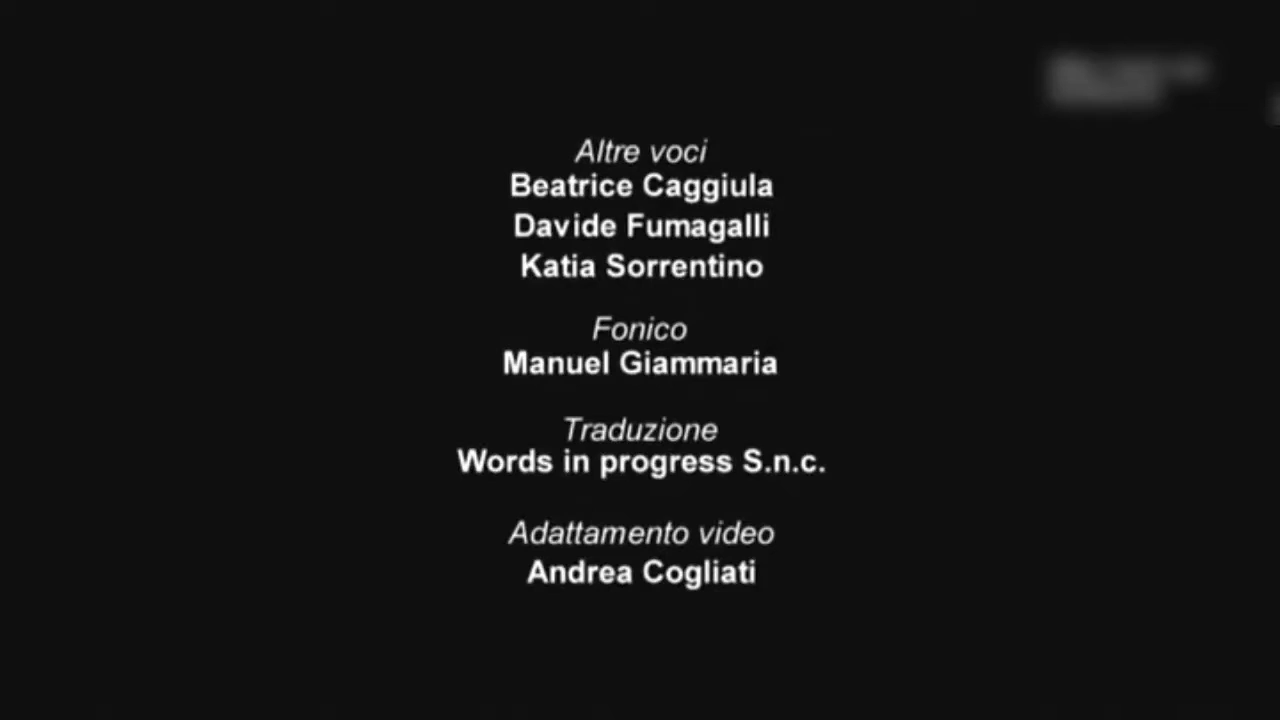 Altre voci
Beatrice Caggiula
Davide Fumagalli
Katia Sorrentino
Fonico
Manuel Giammaria
Traduzione
Words in progress S.n.c.
Adattamento video
Andrea Cogliati